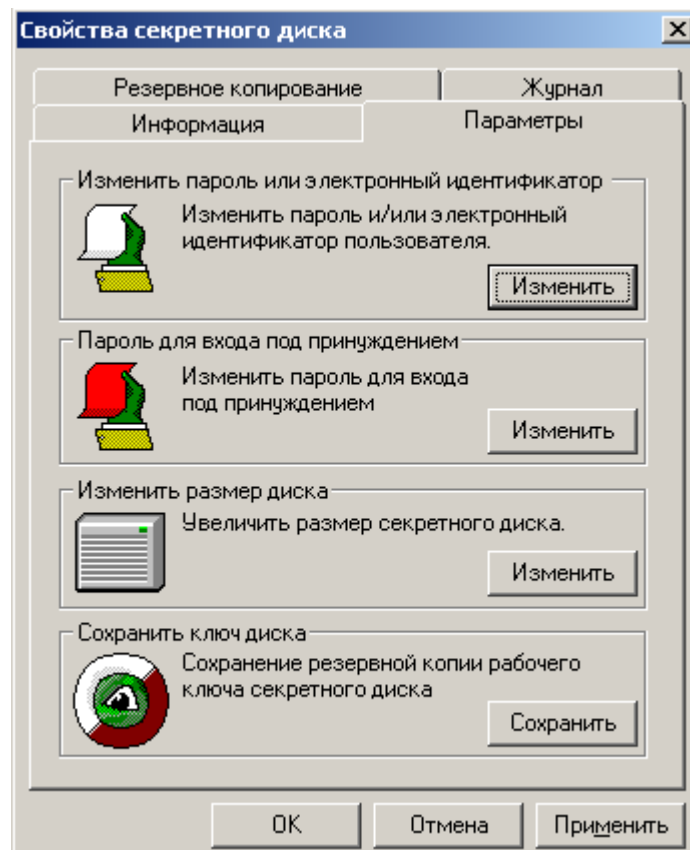 Свойства секретного диска
Резервное копирование
Журнал
Информация
Параметры
Изменить пароль или электронный идентификатор
Изменить пароль и/или электронный
идентификатор пользователя.
Изменить
Пароль для входа под принуждением
Изменить пароль для входа
под принуждением
Изменить
Изменить размер диска
Увеличить размер секретного диска.
Изменить
Сохранить ключ диска
Сохранение резервной копии рабочего
ключа секретного диска
Сохранить
OK
Отмена
Применить